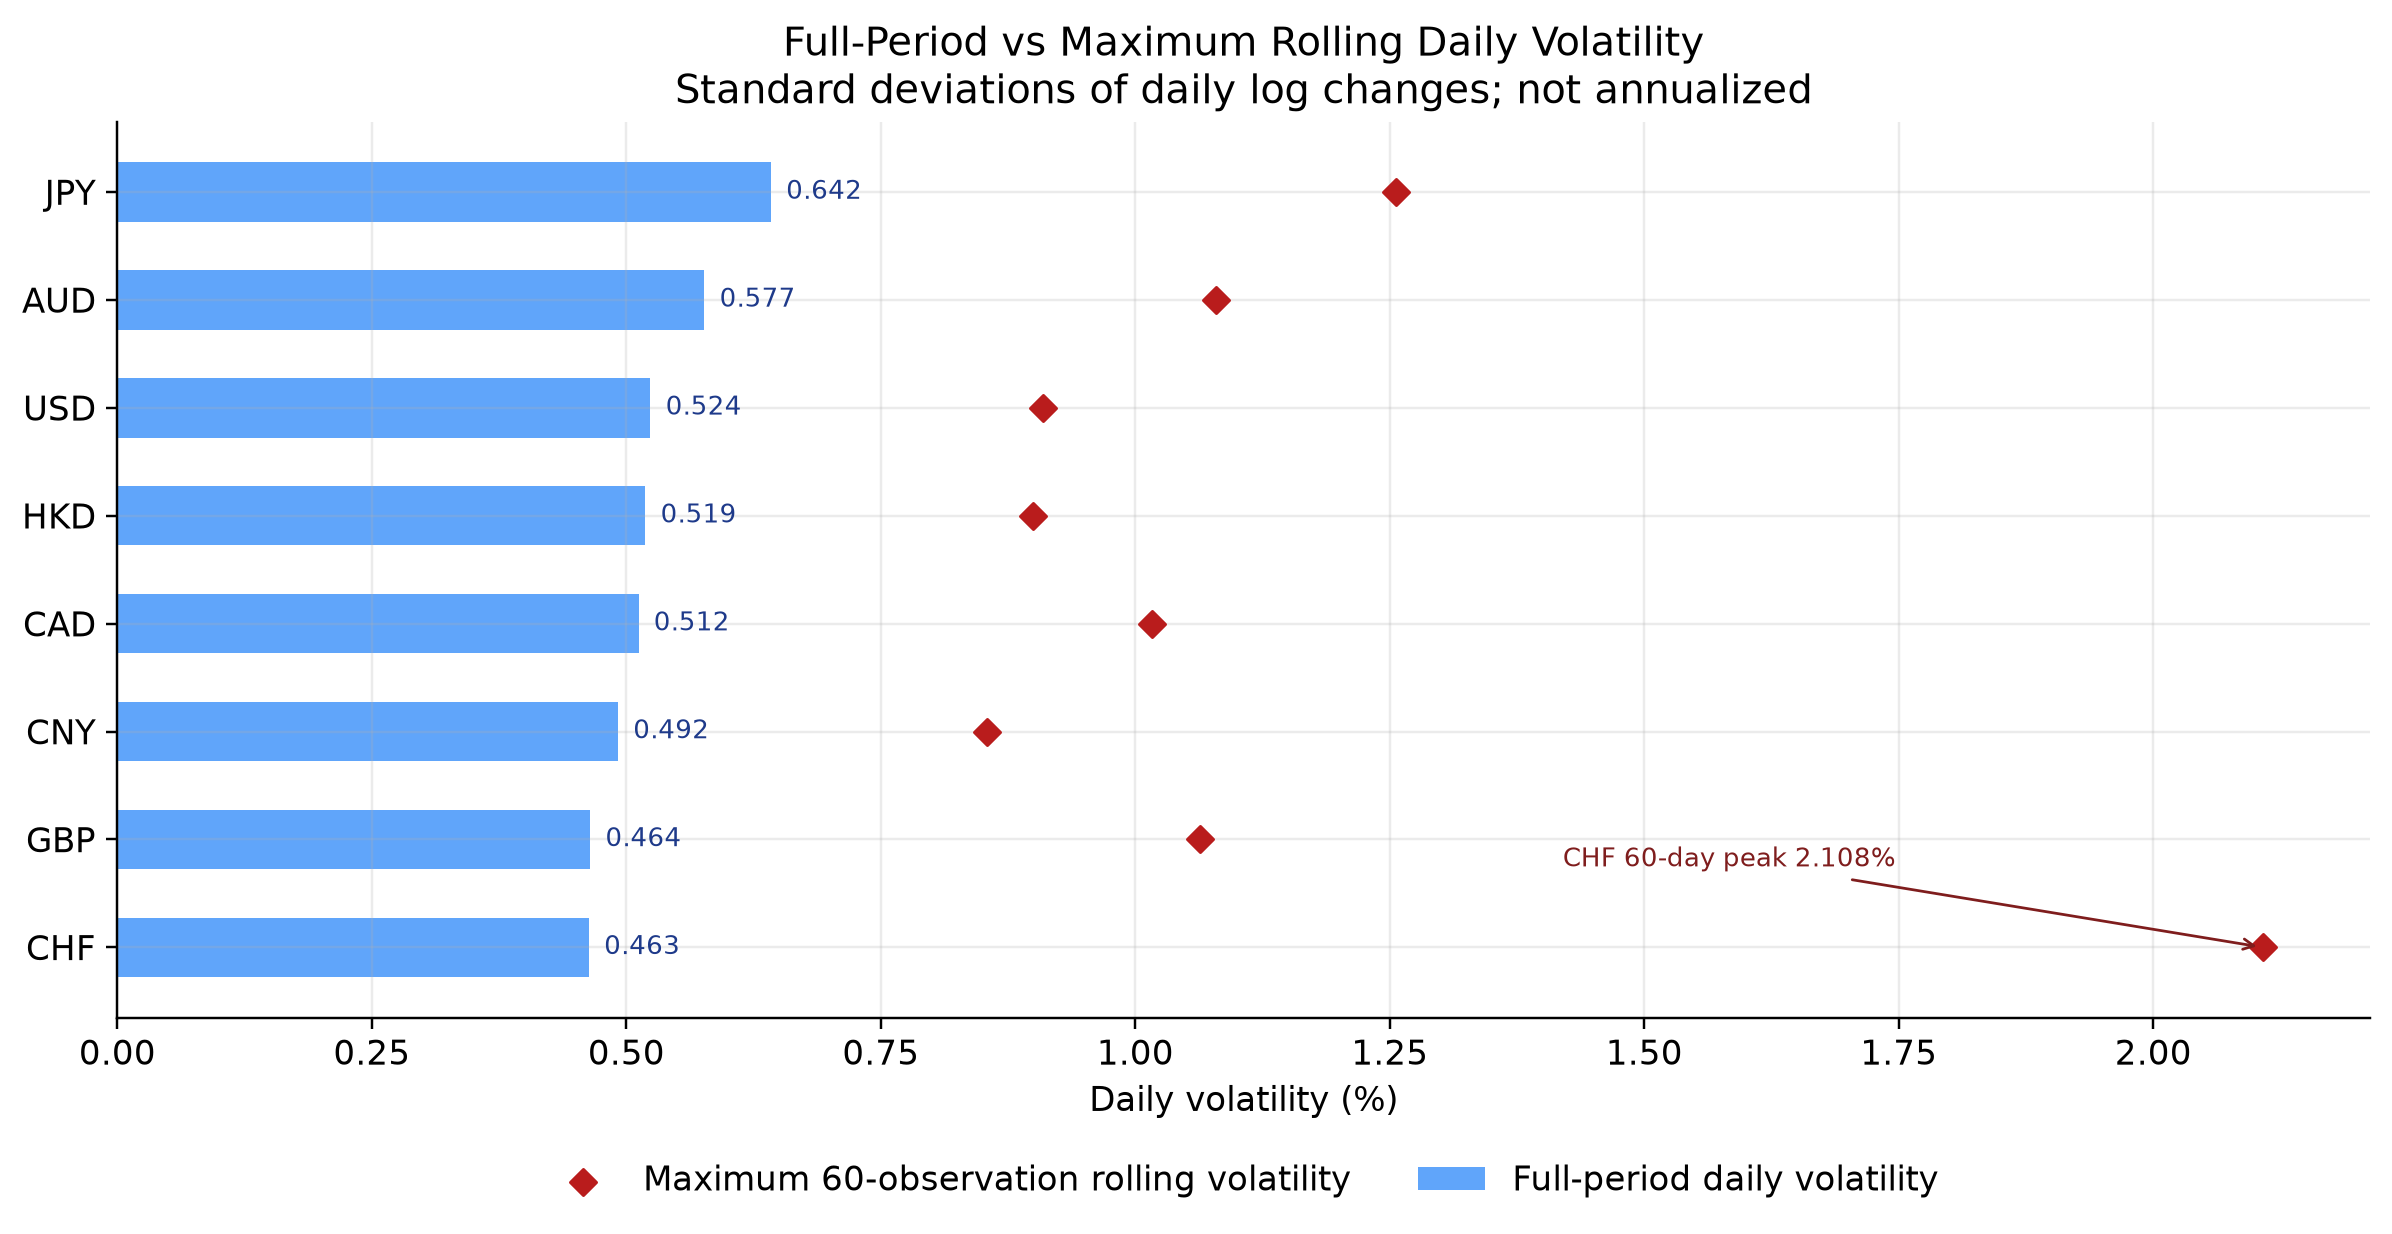 Full-Period vs Maximum Rolling Daily Volatility
Standard deviations of daily log changes; not annualized
JPY
0.642
AUD
0.577
USD
0.524
HKD
0.519
CAD
0.512
CNY
0.492
GBP
0.464
CHF 60-day peak 2.108%
CHF
0.463
0.00 0.25 0.50 0.75 1.00 1.25 1.50 1.75 2.00
Daily volatility (%)
Maximum 60-observation rolling volatility
Full-period daily volatility